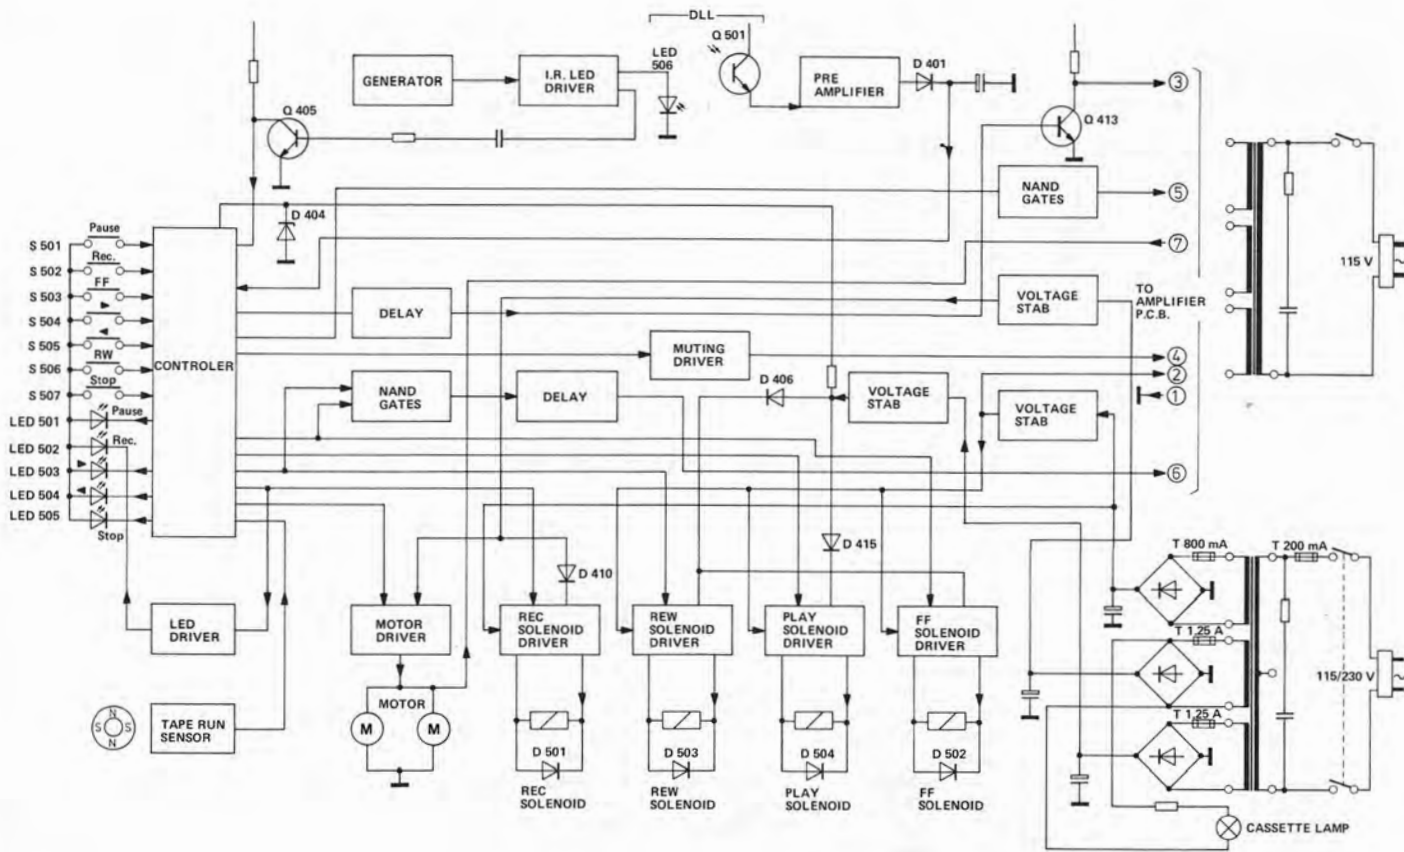 DLL
Q 501
LED
506
GENERATOR
I.R. LED
DRIVER
PRE
AMPLIFIER
D 401
Q 405
Q 413
3
NAND
GATES
5
D 404
7
S 501
Pause
S 502
Rec.
S 503
FF
S 504
S 505
S 506
RW
S 507
Stop
CONTROLER
LED 501
Pause
LED 502
Rec.
LED 503
LED 504
LED 505
Stop
DELAY
VOLTAGE
STAB
TO
AMPLIFIER
P.C.B.
115 V
MUTING
DRIVER
4
2
1
6
NAND
GATES
DELAY
D 406
VOLTAGE
STAB
VOLTAGE
STAB
D 415
D 410
T 800 mA
T 200 mA
T 1,25 A
T 1,25 A
115/230 V
LED
DRIVER
MOTOR
DRIVER
REC
SOLENOID
DRIVER
REW
SOLENOID
DRIVER
PLAY
SOLENOID
DRIVER
FF
SOLENOID
DRIVER
N
S S
N
TAPE RUN
SENSOR
MOTOR
M
M
D 501
D 503
D 504
D 502
REC
SOLENOID
REW
SOLENOID
PLAY
SOLENOID
FF
SOLENOID
CASSETTE LAMP